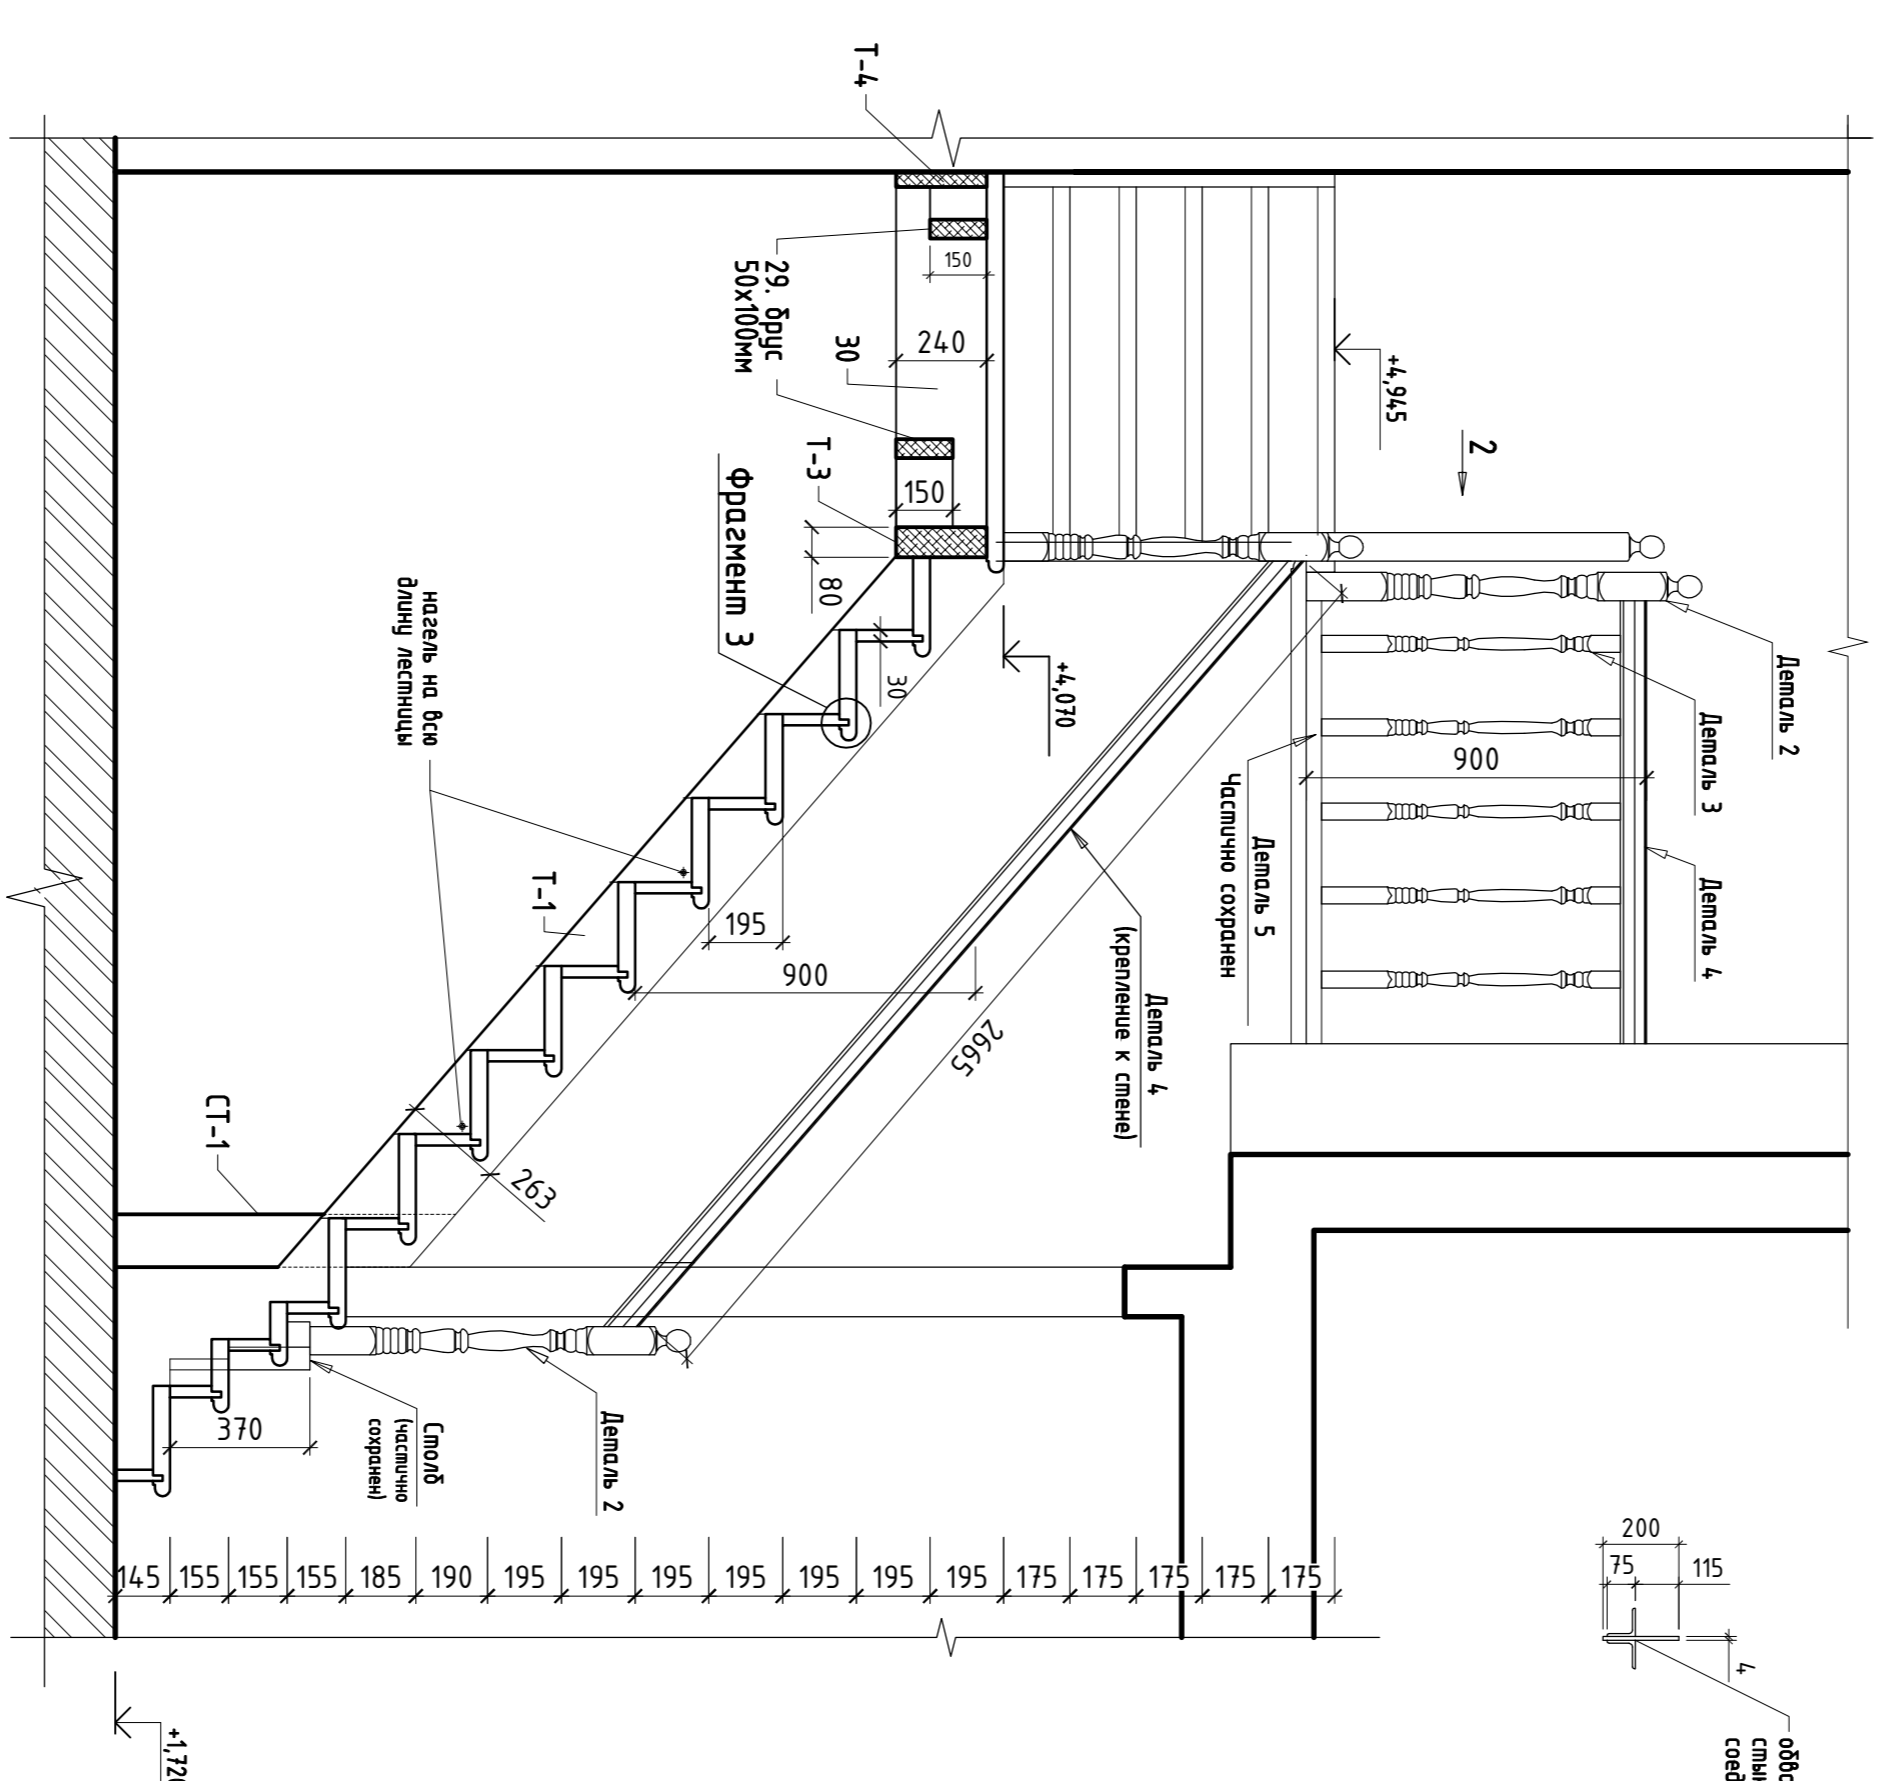 Т-4
150
29. брус
50х100мм
240
30
+4,945
2
150
Т-3
80
Фрагмент 3
нагель на всю
длину лестницы
30
+4,070
Деталь 2
Деталь 3
Деталь 4
900
Деталь 5
Частично сохранен
Т-1
195
900
Деталь 4
(крепление к стене)
2665
263
СТ-1
370
Столб
(частично
сохранен)
Деталь 2
145 155 155 155 185 190 195 195 195 195 195 195 195 175 175 175 175 175
200
75
115
4
+1,720